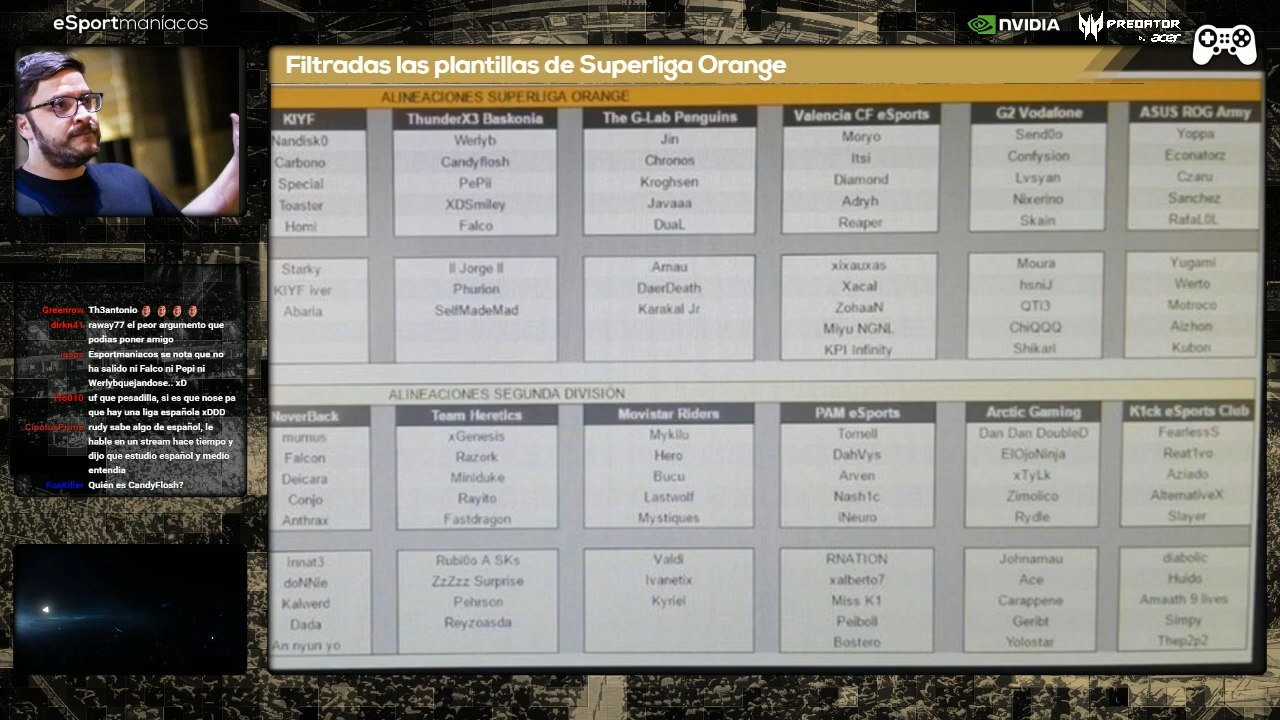 eSportmaníacos
NVIDIA
PREDATOR
acer
Filtradas las plantillas de Superliga Orange
ALINEACIONES SUPERLIGA ORANGE
KIYF
Nandisk0
Carbono
Special
Toaster
Homi
Starky
KIYF iver
Abaria
ThunderX3 Baskonia
Werlyb
Candyflosh
PePii
XDSmiley
Falco
II Jorge II
Phurion
SelfMadeMad
The G-Lab Penguins
Jin
Chronos
Kroghsen
Javaaa
DuaL
Arnau
DaerDeath
Karakal Jr
Valencia CF eSports
Moryo
Itsi
Diamond
Adryh
Reaper
xixauxas
Xacal
ZohaaN
Miyu NGNL
KPI Infinity
G2 Vodafone
Send0o
Confysion
Lvsyan
Nixerino
Skain
Moura
hsniJ
QTi3
ChiQQQ
Shikari
ASUS ROG Army
Yoppa
Econatorz
Czaru
Sanchez
RafaL0L
Yugami
Werto
Motroco
Aizhon
Kubon
ALINEACIONES SEGUNDA DIVISIÓN
NeverBack
murnus
Falcon
Deicara
Conjo
Anthrax
Innat3
doNNie
Kalwerd
Dada
An nyun yo
Team Heretics
xGenesis
Razork
Miniduke
Rayito
Fastdragon
Rubi0o A SKs
ZzZzz Surprise
Pehrson
Reyzoasda
Movistar Riders
Mykilu
Hero
Bucu
Lastwolf
Mystiques
Valdi
Ivanetix
Kyriel
PAM eSports
Tornell
DahVys
Arven
Nash1c
iNeuro
RNATION
xalberto7
Miss K1
Peiboll
Bostero
Arctic Gaming
Dan Dan DoubleD
ElOjoNinja
xTyLk
Zimolico
Rydle
Johnarnau
Ace
Carappene
Geribt
Yolostar
K1ck eSports Club
FearlessS
Reat1vo
Aziado
AlternativeX
Slayer
diabolic
Huido
Amaath 9 lives
Simpy
Thep2p2
Greenrow Th3antonio
dirkn41 raway77 el peor argumento que
podias poner amigo
Esportmaniacos se nota que no
ha salido ni Falco ni Pepi ni
Werlybquejandose.. xD
uf que pesadilla, si es que nose pa
que hay una liga española xDDD
CipotusPrime rudy sabe algo de español, le
hable en un stream hace tiempo y
dijo que estudio español y medio
entendia
FuxKiller Quién es CandyFlosh?